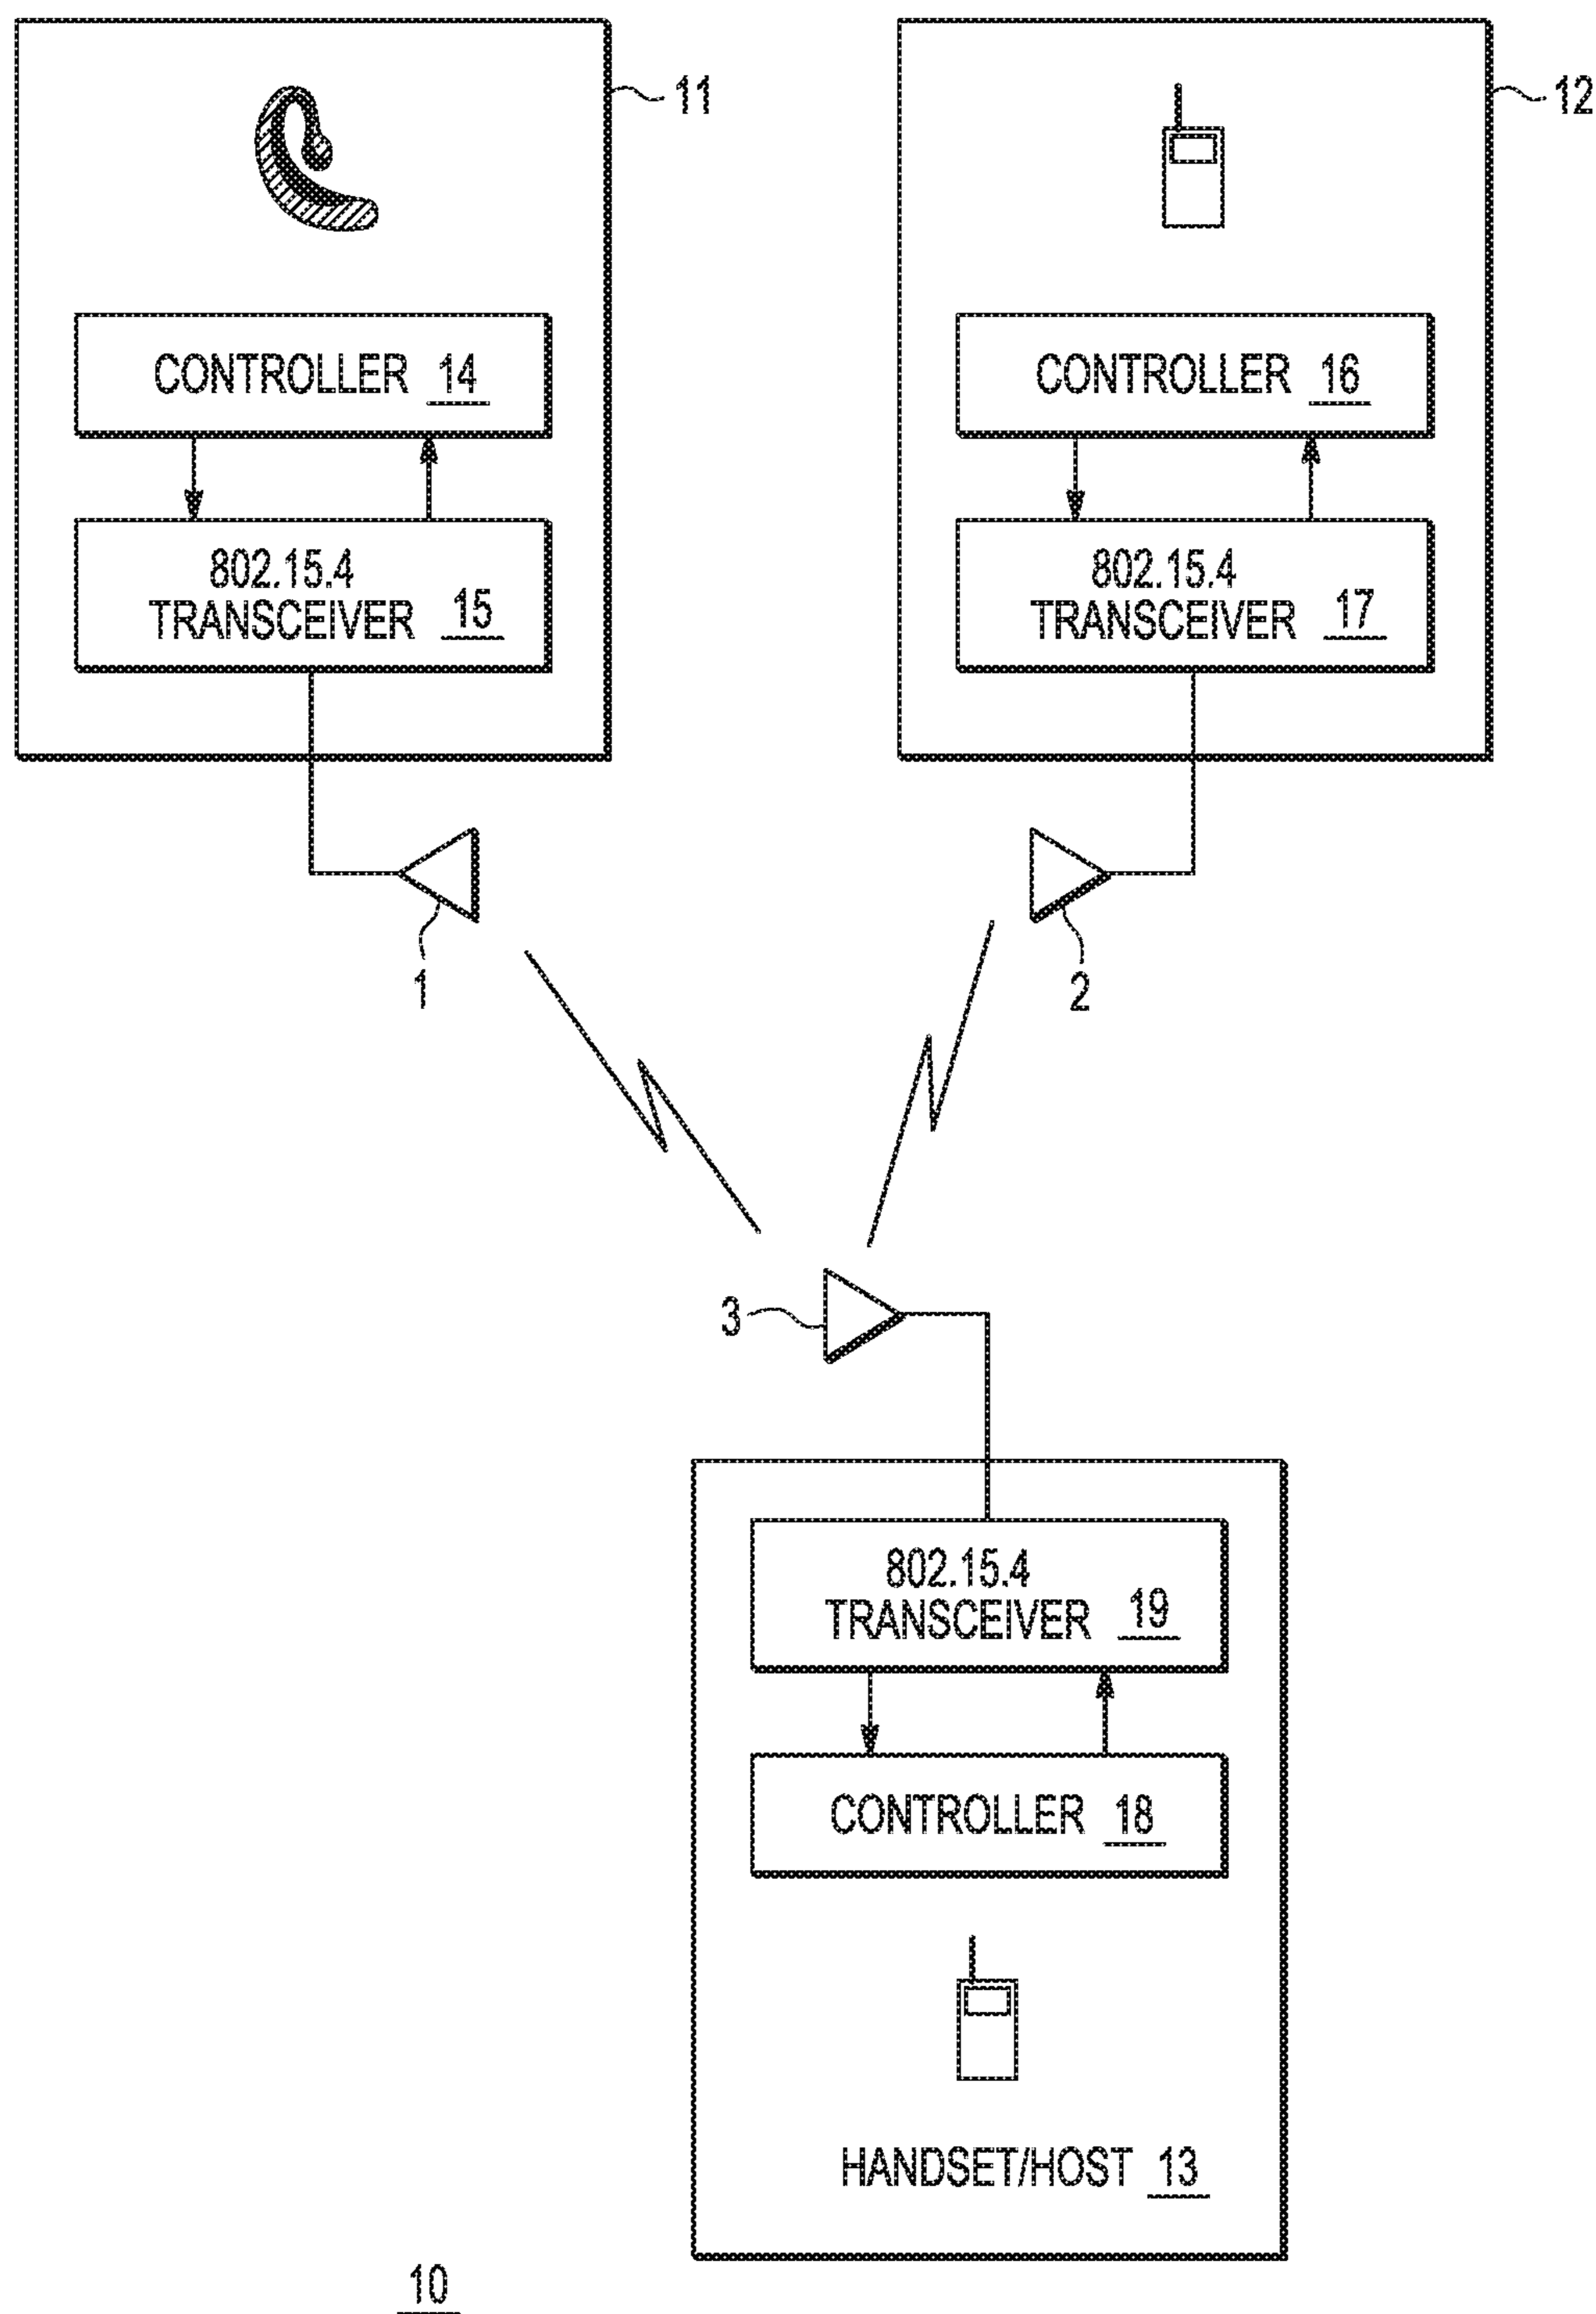 11
12
CONTROLLER 14
CONTROLLER 16
802.15.4
TRANSCEIVER 15
802.15.4
TRANSCEIVER 17
1
2
3
802.15.4
TRANSCEIVER 19
CONTROLLER 18
HANDSET/HOST 13
10